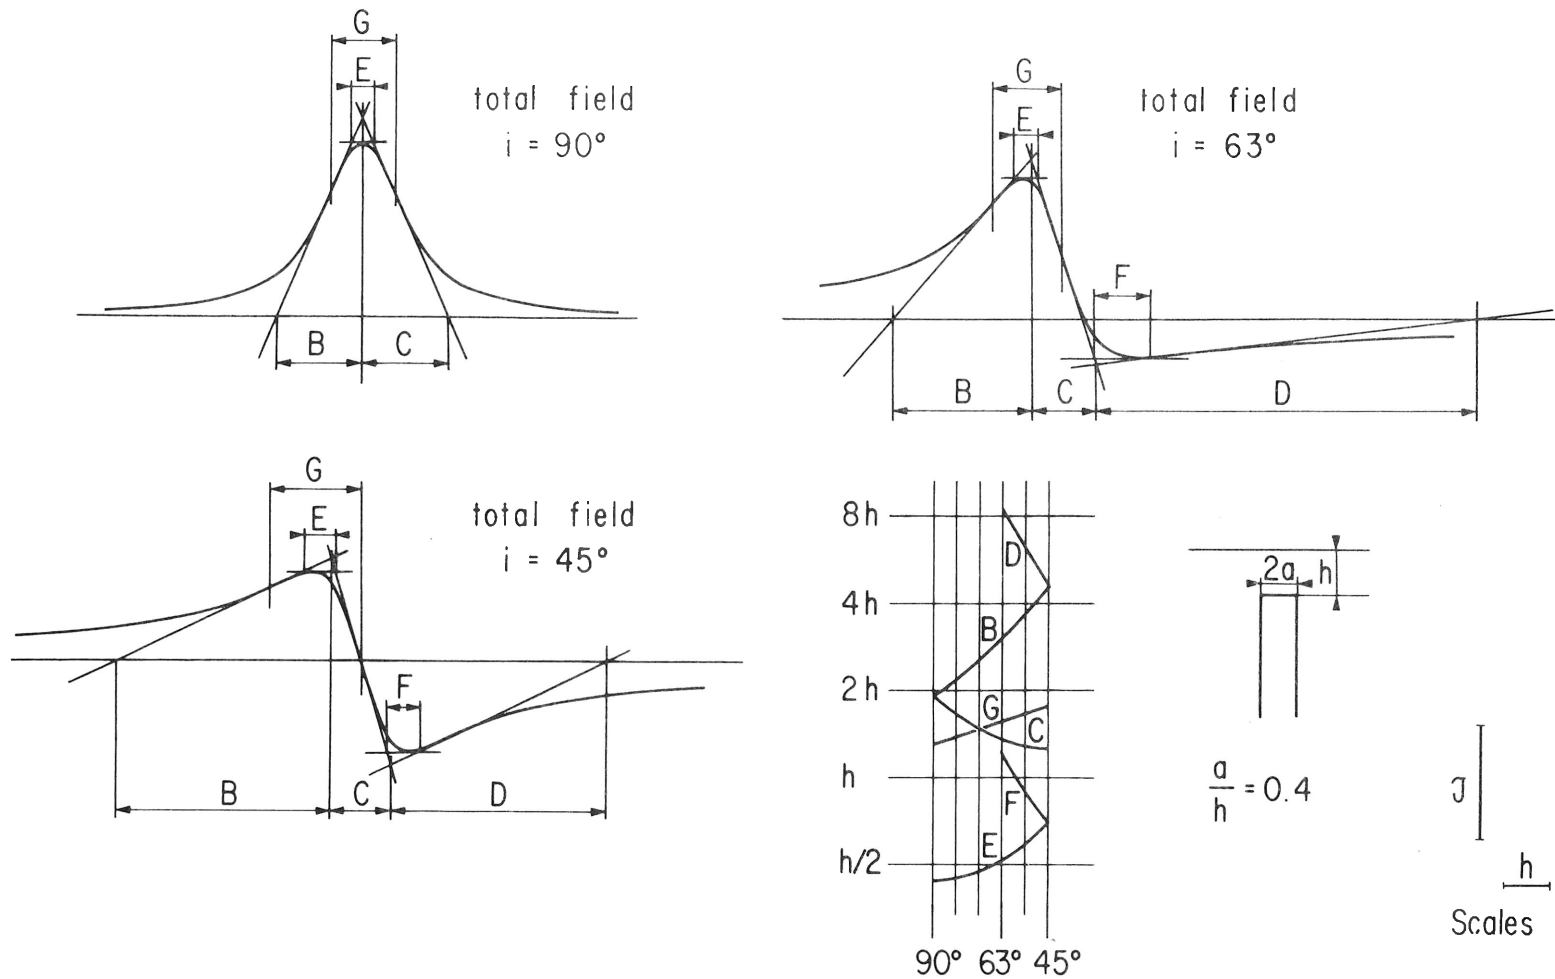 G
E
total field
i = 90°
B
C
G
E
total field
i = 63°
F
B
C
D
G
E
total field
i = 45°
F
B
C
D
8h
4h
2h
h
h/2
D
B
G
C
F
E
90° 63° 45°
2a
h
a/h = 0.4
J
h
Scales